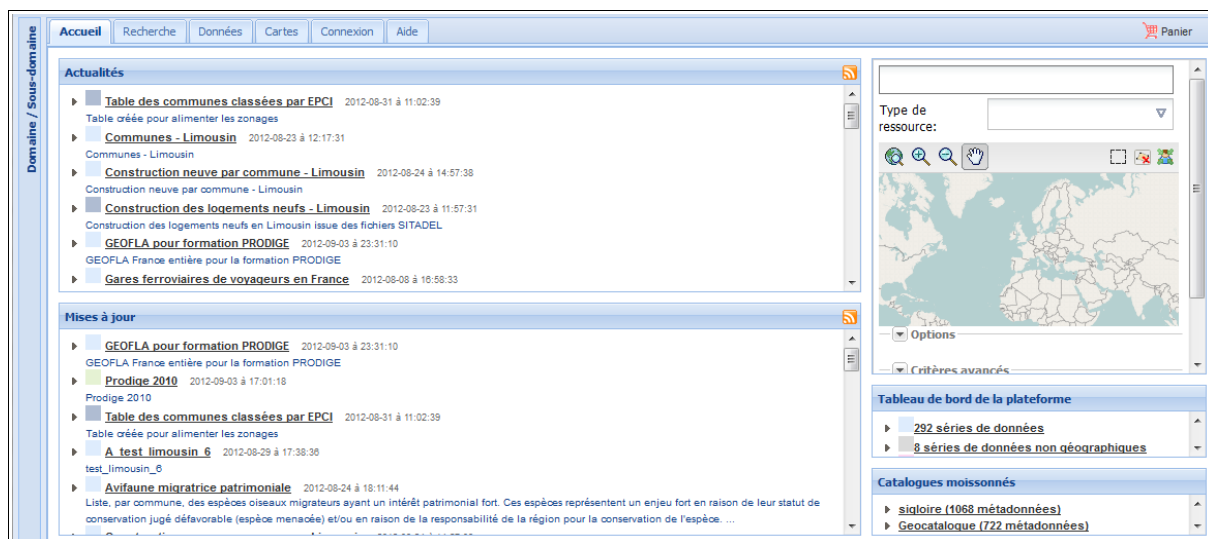 Domaine / Sous-domaine
Accueil Recherche Données Cartes Connexion Aide Panier
Actualités
Table des communes classées par EPCI 2012-08-31 à 11:02:39
Table créée pour alimenter les zonages
Communes - Limousin 2012-08-23 à 12:17:31
Communes - Limousin
Construction neuve par commune - Limousin 2012-08-24 à 14:57:38
Construction neuve par commune - Limousin
Construction des logements neufs - Limousin 2012-08-23 à 11:57:31
Construction des logements neufs en Limousin issue des fichiers SITADEL
GEOFLA pour formation PRODIGE 2012-09-03 à 23:31:10
GEOFLA France entière pour la formation PRODIGE
Gares ferroviaires de voyageurs en France 2012-08-08 à 16:58:33
Mises à jour
GEOFLA pour formation PRODIGE 2012-09-03 à 23:31:10
GEOFLA France entière pour la formation PRODIGE
Prodige 2010 2012-09-03 à 17:01:18
Prodige 2010
Table des communes classées par EPCI 2012-08-31 à 11:02:39
Table créée pour alimenter les zonages
A_test_limousin_6 2012-08-29 à 17:38:36
test_limousin_6
Avifaune migratrice patrimoniale 2012-08-24 à 18:11:44
Liste, par commune, des espèces oiseaux migrateurs ayant un intérêt patrimonial fort. Ces espèces représentent un enjeu fort en raison de leur statut de
conservation jugé défavorable (espèce menacée) et/ou en raison de la responsabilité de la région pour la conservation de l'espèce. ...
Type de
ressource:
Options
Critères avancés
Tableau de bord de la plateforme
292 séries de données
8 séries de données non géographiques
Catalogues moissonnés
sigloire (1068 métadonnées)
Geocatalogue (722 métadonnées)